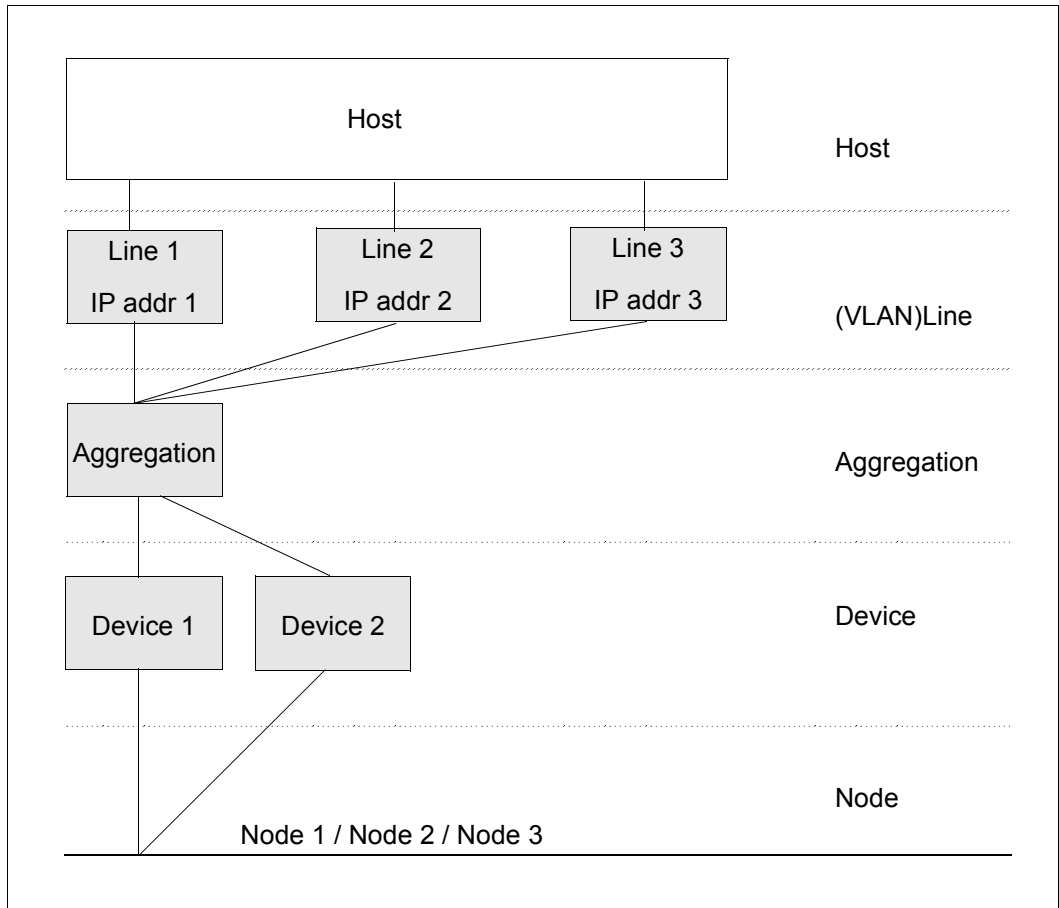 Host
Host
Line 1
IP addr 1
Line 2
IP addr 2
Line 3
IP addr 3
(VLAN)Line
Aggregation
Aggregation
Device 1
Device 2
Device
Node
Node 1 / Node 2 / Node 3